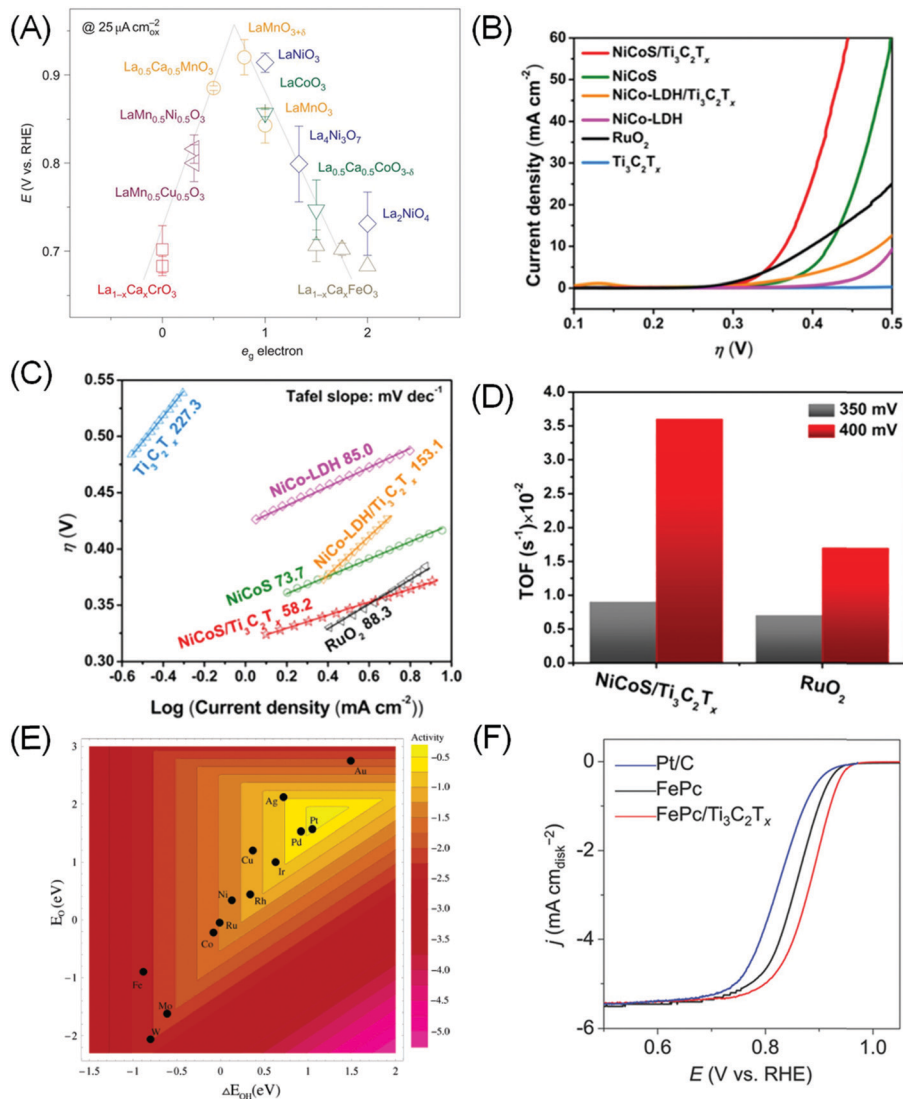 (A)
@ 25 μA cm⁻²ox
LaMnO3+δ
LaNiO3
La0.5Ca0.5MnO3
LaCoO3
LaMnO3
LaMn0.5Ni0.5O3
La4Ni3O7
La0.5Ca0.5CoO3-δ
LaMn0.5Cu0.5O3
La2NiO4
La1−xCaxCrO3
La1−xCaxFeO3
0.9
0.8
0.7
E (V vs. RHE)
0 1 2
eg electron
(B)
NiCoS/Ti3C2Tx
NiCoS
NiCo-LDH/Ti3C2Tx
NiCo-LDH
RuO2
Ti3C2Tx
60
50
40
30
20
10
0
Current density (mA cm⁻²)
0.1 0.2 0.3 0.4 0.5
η (V)
(C)
Tafel slope: mV dec⁻¹
Ti3C2Tx 227.3
NiCo-LDH 85.0
NiCo-LDH/Ti3C2Tx 153.1
NiCoS 73.7
NiCoS/Ti3C2Tx 58.2
RuO2 88.3
0.55
0.50
0.45
0.40
0.35
0.30
η (V)
-0.6 -0.4 -0.2 0.0 0.2 0.4 0.6 0.8 1.0
Log (Current density (mA cm⁻²))
(D)
350 mV
400 mV
4.0
3.5
3.0
2.5
2.0
1.5
1.0
0.5
0.0
TOF (s⁻¹)×10⁻²
NiCoS/Ti3C2Tx
RuO2
(E)
Activity
-0.5
-1.0
-1.5
-2.0
-2.5
-3.0
-3.5
-4.0
-4.5
-5.0
Au
Ag
Pt
Pd
Cu
Ir
Ni
Rh
Ru
Co
Fe
Mo
W
3
2
1
0
-1
-2
EO(eV)
-1.5 -1 -0.5 0 0.5 1 1.5 2
ΔEOH(eV)
(F)
Pt/C
FePc
FePc/Ti3C2Tx
0
-2
-4
-6
j (mA cmdisk⁻²)
0.6 0.8 1.0
E (V vs. RHE)